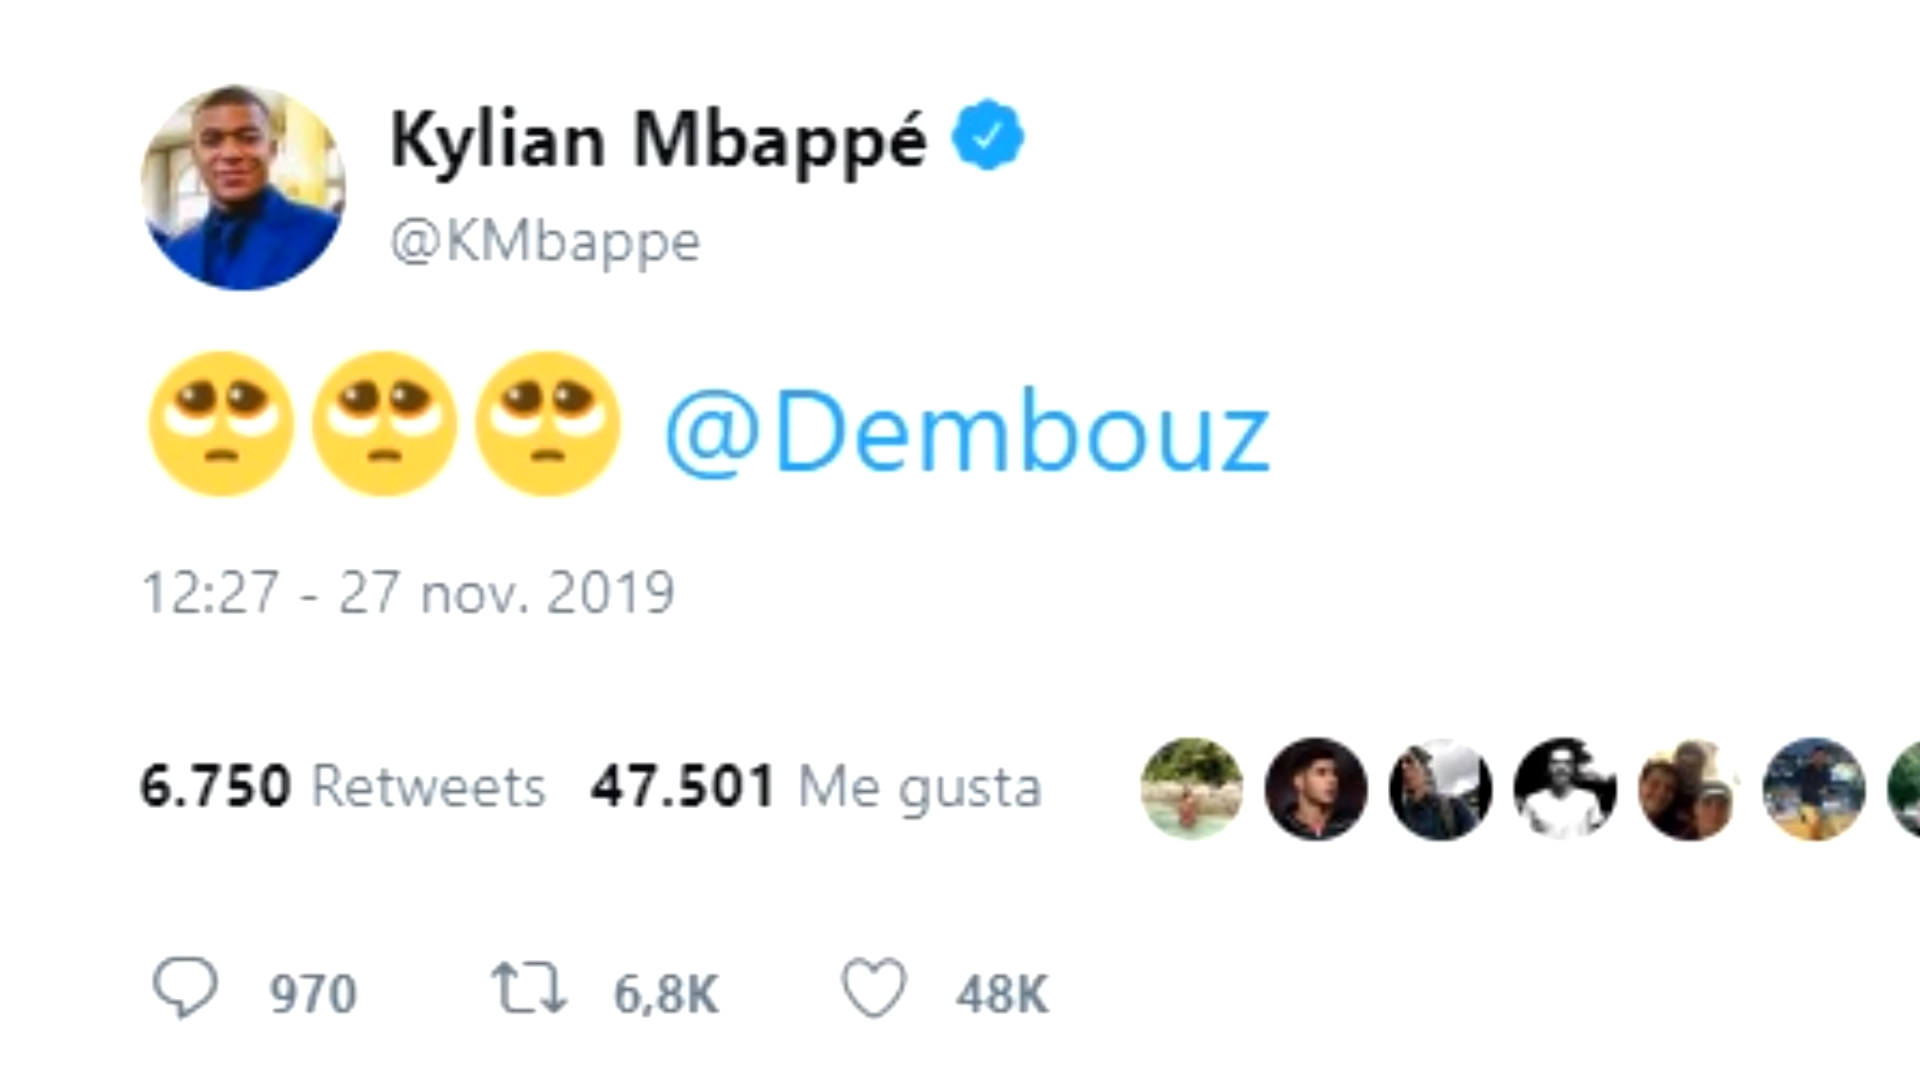 Kylian Mbappé
@KMbappe
🥺🥺🥺 @Dembouz
12:27 - 27 nov. 2019
6.750 Retweets 47.501 Me gusta
970 6,8K 48K